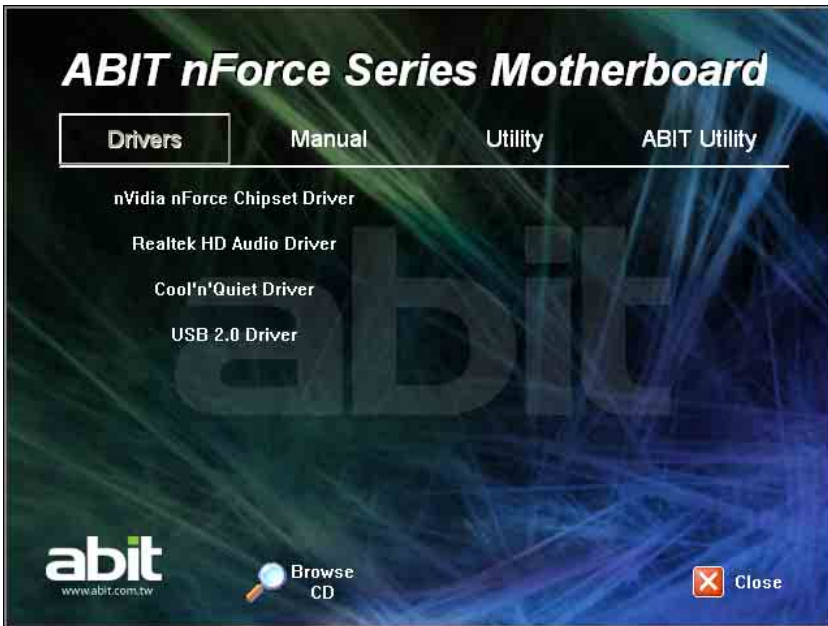 ABIT nForce Series Motherboard
Drivers Manual Utility ABIT Utility
nVidia nForce Chipset Driver
Realtek HD Audio Driver
Cool'n'Quiet Driver
USB 2.0 Driver
abit
abit
www.abit.com.tw
Browse
CD
Close